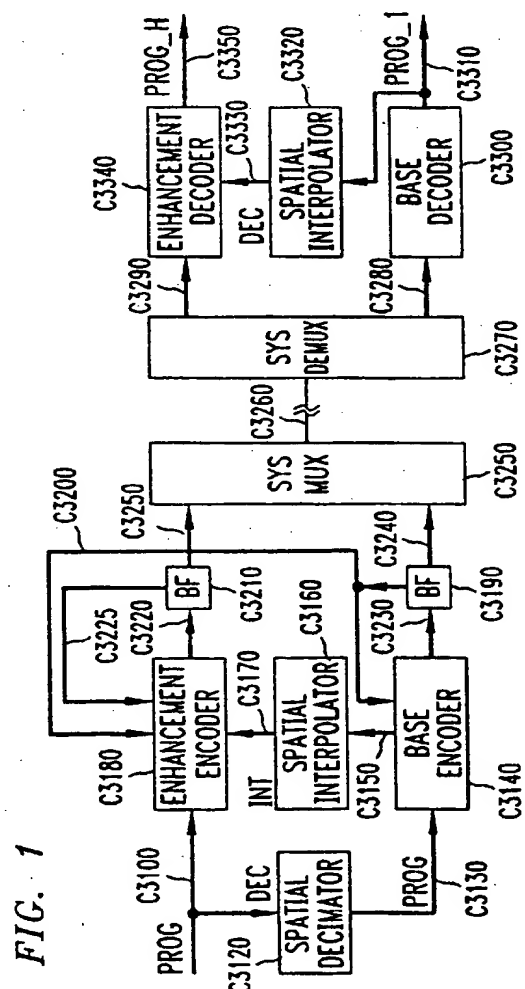 FIG. 1
PROG
C3100
DEC
C3120
SPATIAL
DECIMATOR
PROG
C3130
C3180
ENHANCEMENT
ENCODER
INT
C3170
SPATIAL
INTERPOLATOR
C3160
C3150
BASE
ENCODER
C3140
C3225
C3200
C3220
BF
C3210
C3250
C3230
BF
C3190
C3240
SYS
MUX
C3250
C3260
SYS
DEMUX
C3270
C3290
C3280
C3340
ENHANCEMENT
DECODER
PROG_H
C3350
DEC
C3330
SPATIAL
INTERPOLATOR
C3320
BASE
DECODER
C3300
PROG_1
C3310